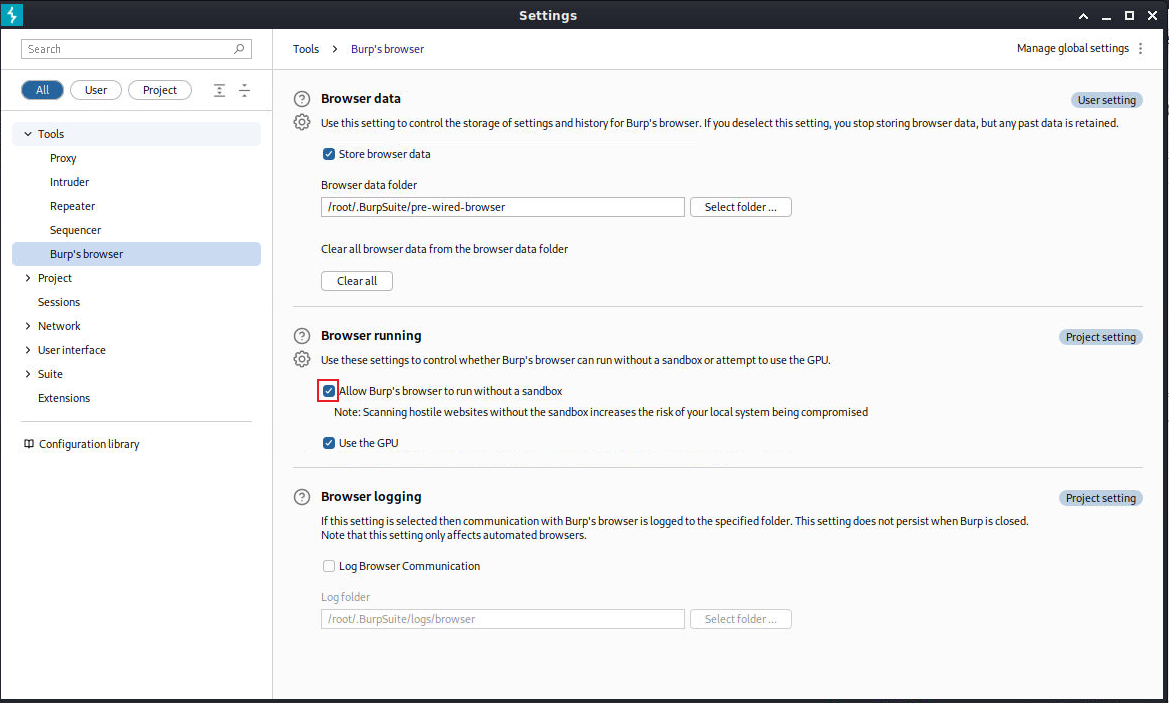 Settings
Search
All
User
Project
Tools
Proxy
Intruder
Repeater
Sequencer
Burp's browser
Project
Sessions
Network
User interface
Suite
Extensions
Configuration library
Tools > Burp's browser
Manage global settings
Browser data
User setting
Use this setting to control the storage of settings and history for Burp's browser. If you deselect this setting, you stop storing browser data, but any past data is retained.
Store browser data
Browser data folder
/root/.BurpSuite/pre-wired-browser
Select folder ...
Clear all browser data from the browser data folder
Clear all
Browser running
Project setting
Use these settings to control whether Burp's browser can run without a sandbox or attempt to use the GPU.
Allow Burp's browser to run without a sandbox
Note: Scanning hostile websites without the sandbox increases the risk of your local system being compromised
Use the GPU
Browser logging
Project setting
If this setting is selected then communication with Burp's browser is logged to the specified folder. This setting does not persist when Burp is closed.
Note that this setting only affects automated browsers.
Log Browser Communication
Log folder
/root/.BurpSuite/logs/browser
Select folder ...